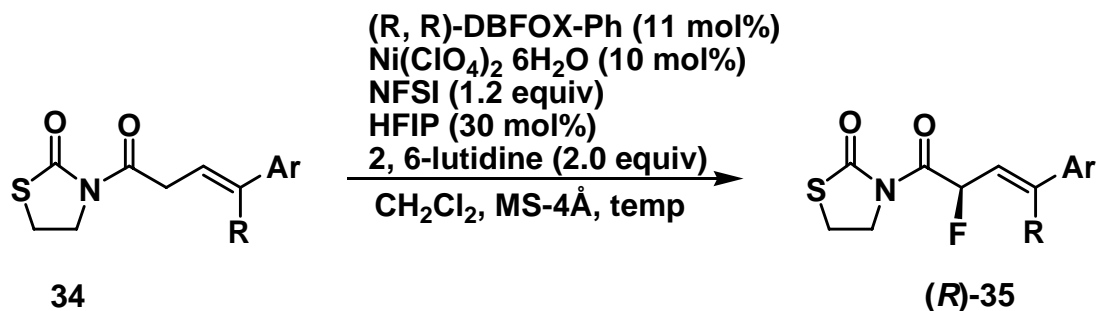 (R, R)-DBFOX-Ph (11 mol%)
Ni(ClO4)2 6H2O (10 mol%)
NFSI (1.2 equiv)
HFIP (30 mol%)
2, 6-lutidine (2.0 equiv)
CH2Cl2, MS-4Å, temp
O O
S N Ar
R
34
O O
S N Ar
F R
(R)-35